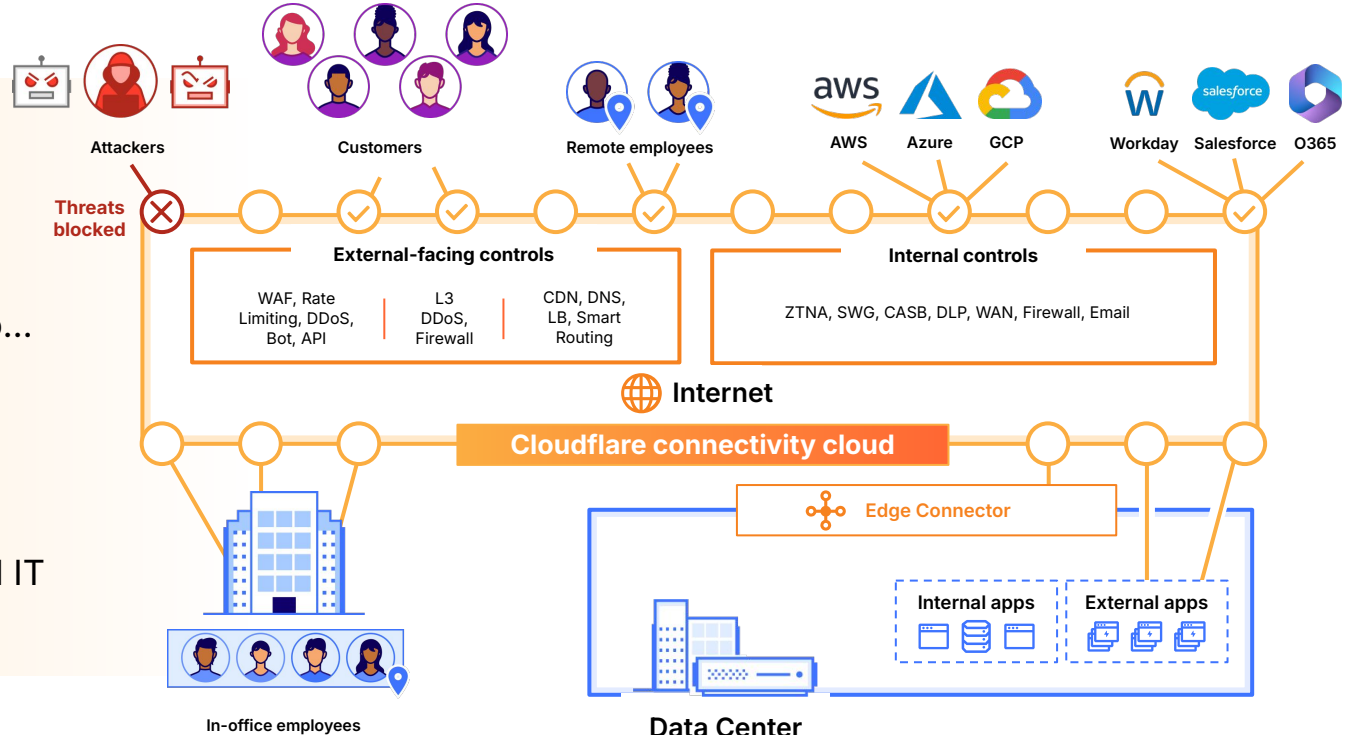 aws
salesforce
Attackers
Customers
Remote employees
AWS
Azure
GCP
Workday
Salesforce
O365
Threats
blocked
External-facing controls
WAF, Rate
Limiting, DDoS,
Bot, API
L3
DDoS,
Firewall
CDN, DNS,
LB, Smart
Routing
Internal controls
ZTNA, SWG, CASB, DLP, WAN, Firewall, Email
Internet
Cloudflare connectivity cloud
Edge Connector
IT
Internal apps
External apps
In-office employees
Data Center